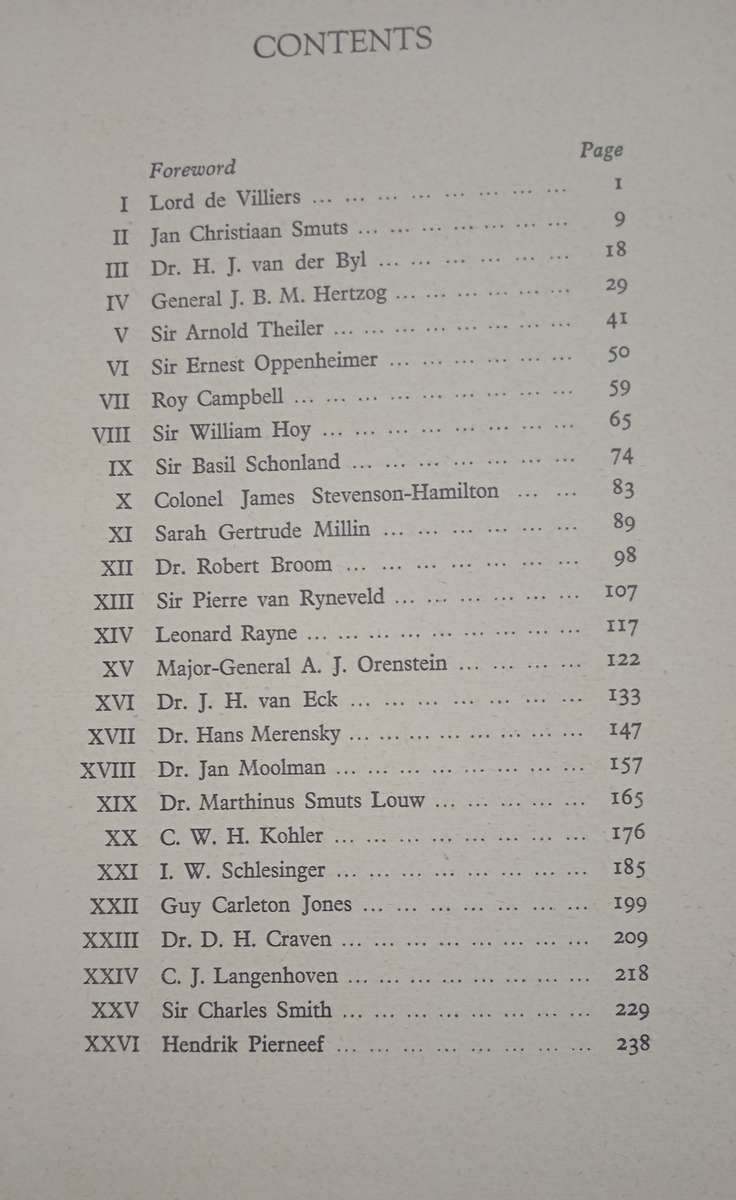 CONTENTS
Page
Foreword
I Lord de Villiers ... ... ... ... ... ... ... ... 1
II Jan Christiaan Smuts ... ... ... ... ... ... ... 9
III Dr. H. J. van der Byl ... ... ... ... ... ... 18
IV General J. B. M. Hertzog ... ... ... ... ... ... 29
V Sir Arnold Theiler ... ... ... ... ... ... ... ... 41
VI Sir Ernest Oppenheimer ... ... ... ... ... ... 50
VII Roy Campbell ... ... ... ... ... ... ... ... ... 59
VIII Sir William Hoy ... ... ... ... ... ... ... ... 65
IX Sir Basil Schonland ... ... ... ... ... ... ... 74
X Colonel James Stevenson-Hamilton ... ... 83
XI Sarah Gertrude Millin ... ... ... ... ... ... 89
XII Dr. Robert Broom ... ... ... ... ... ... ... 98
XIII Sir Pierre van Ryneveld ... ... ... ... ... ... 107
XIV Leonard Rayne ... ... ... ... ... ... ... ... ... 117
XV Major-General A. J. Orenstein ... ... ... ... 122
XVI Dr. J. H. van Eck ... ... ... ... ... ... ... 133
XVII Dr. Hans Merensky ... ... ... ... ... ... ... 147
XVIII Dr. Jan Moolman ... ... ... ... ... ... ... ... 157
XIX Dr. Marthinus Smuts Louw ... ... ... ... ... 165
XX C. W. H. Kohler ... ... ... ... ... ... ... ... 176
XXI I. W. Schlesinger ... ... ... ... ... ... ... ... 185
XXII Guy Carleton Jones ... ... ... ... ... ... ... 199
XXIII Dr. D. H. Craven ... ... ... ... ... ... ... ... 209
XXIV C. J. Langenhoven ... ... ... ... ... ... ... ... 218
XXV Sir Charles Smith ... ... ... ... ... ... ... ... 229
XXVI Hendrik Pierneef ... ... ... ... ... ... ... ... 238